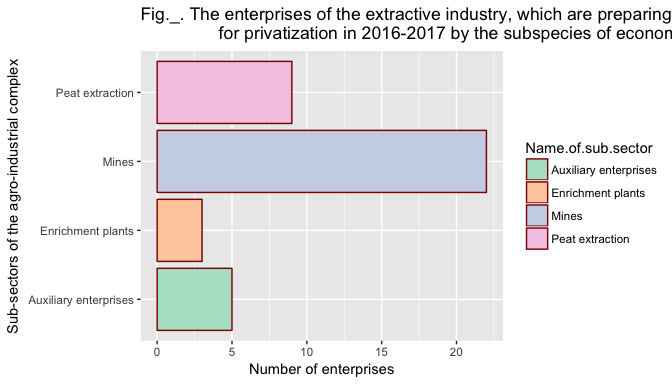 Fig._. The enterprises of the extractive industry, which are preparing
for privatization in 2016-2017 by the subspecies of
Sub-sectors of the agro-industrial complex
Peat extraction
Mines
Enrichment plants
Auxiliary enterprises
0 5 10 15 20
Number of enterprises
Name.of.sub.sector
Auxiliary enterprises
Enrichment plants
Mines
Peat extraction